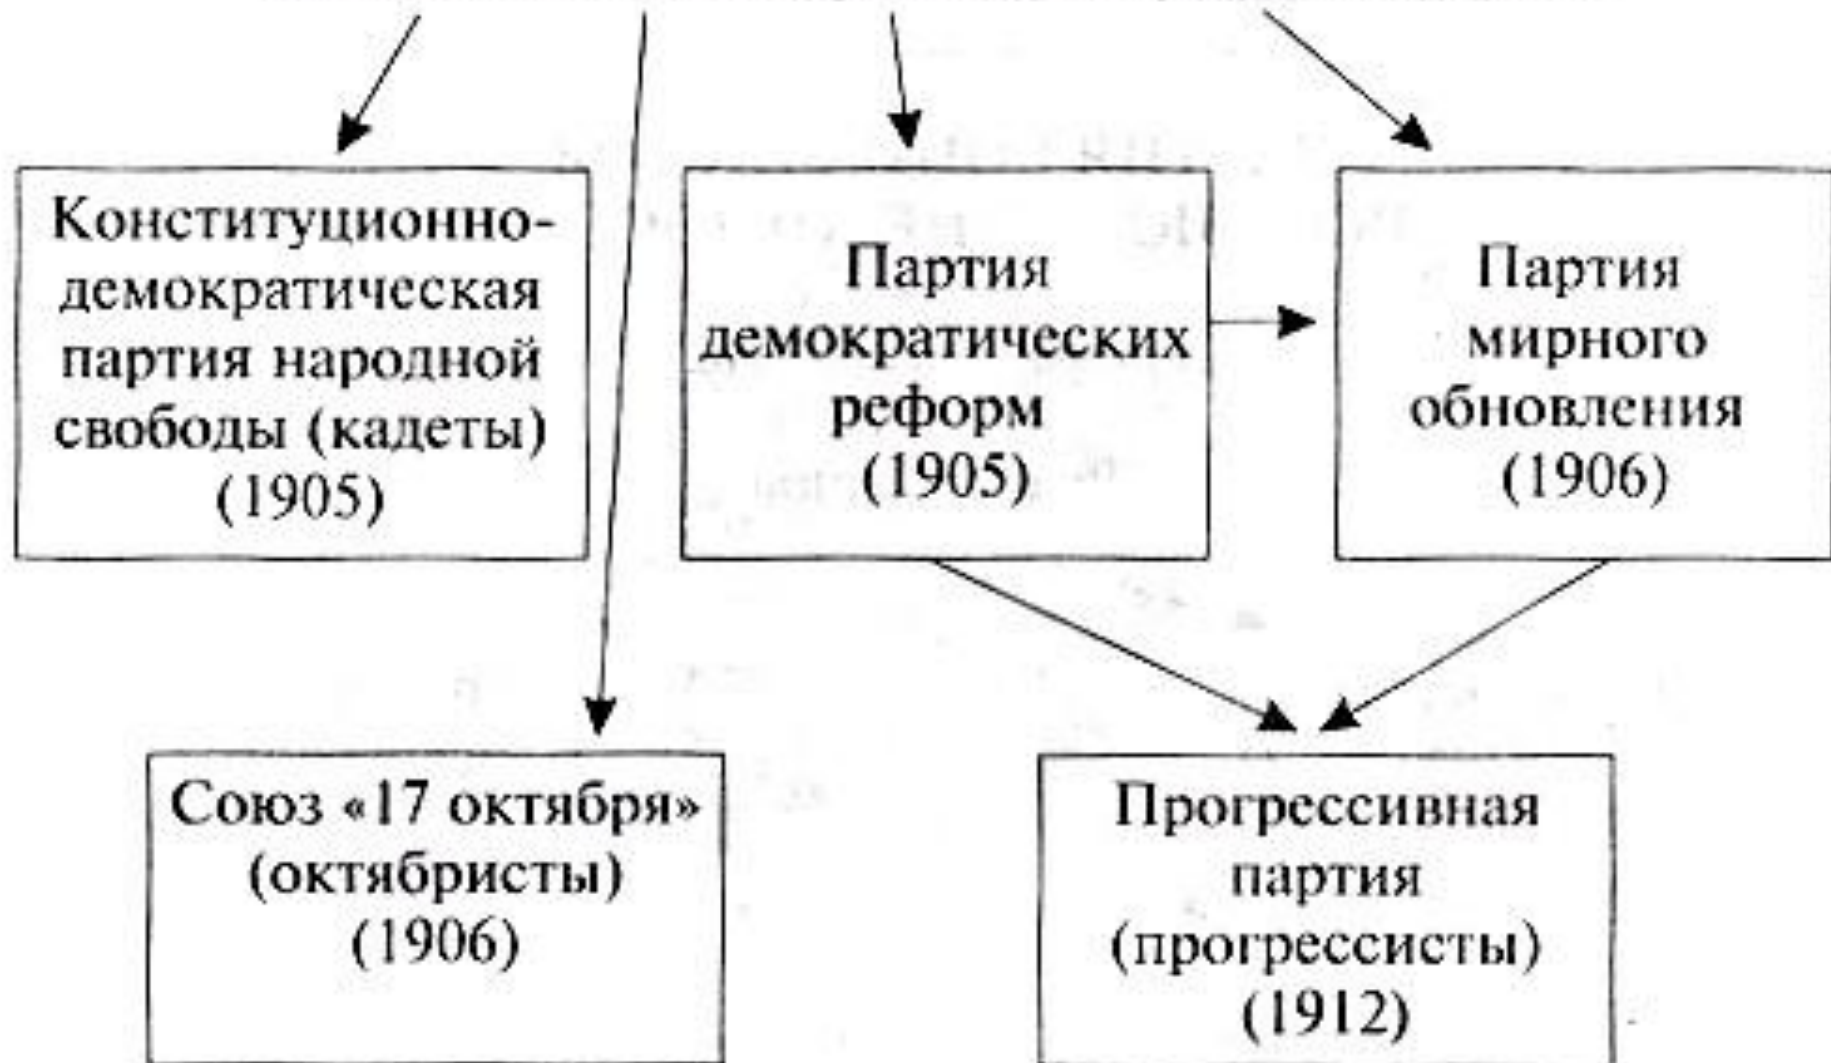 Конституционно-
демократическая
партия народной
свободы (кадеты)
(1905)
Партия
демократических
реформ
(1905)
Партия
мирного
обновления
(1906)
Союз «17 октября»
(октябристы)
(1906)
Прогрессивная
партия
(прогрессисты)
(1912)